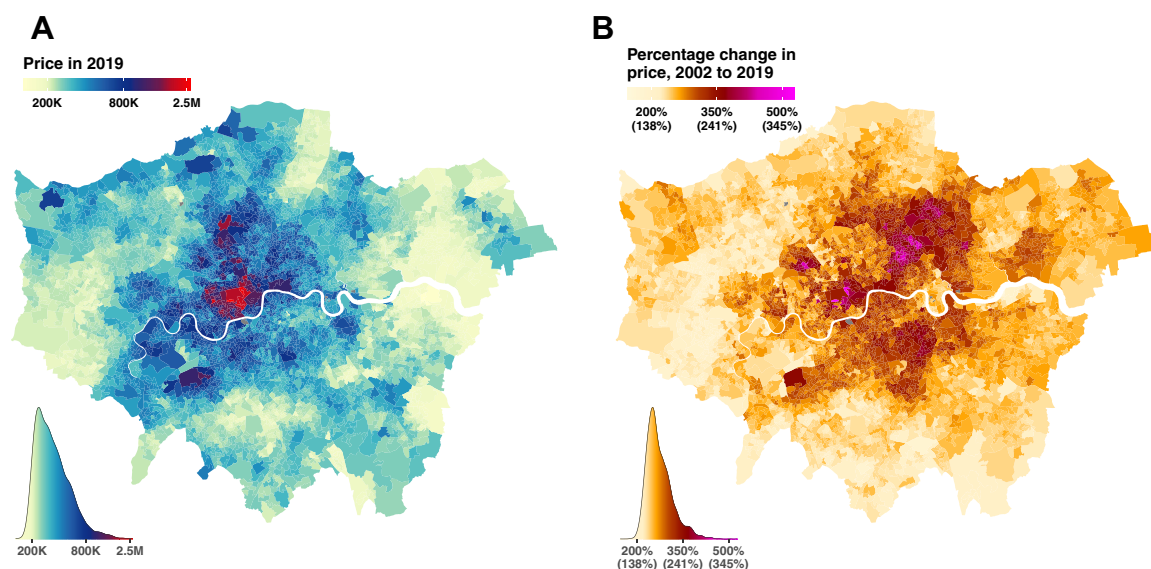 A
Price in 2019
200K 800K 2.5M
200K 800K 2.5M
B
Percentage change in
price, 2002 to 2019
200% 350% 500%
(138%) (241%) (345%)
200% 350% 500%
(138%) (241%) (345%)